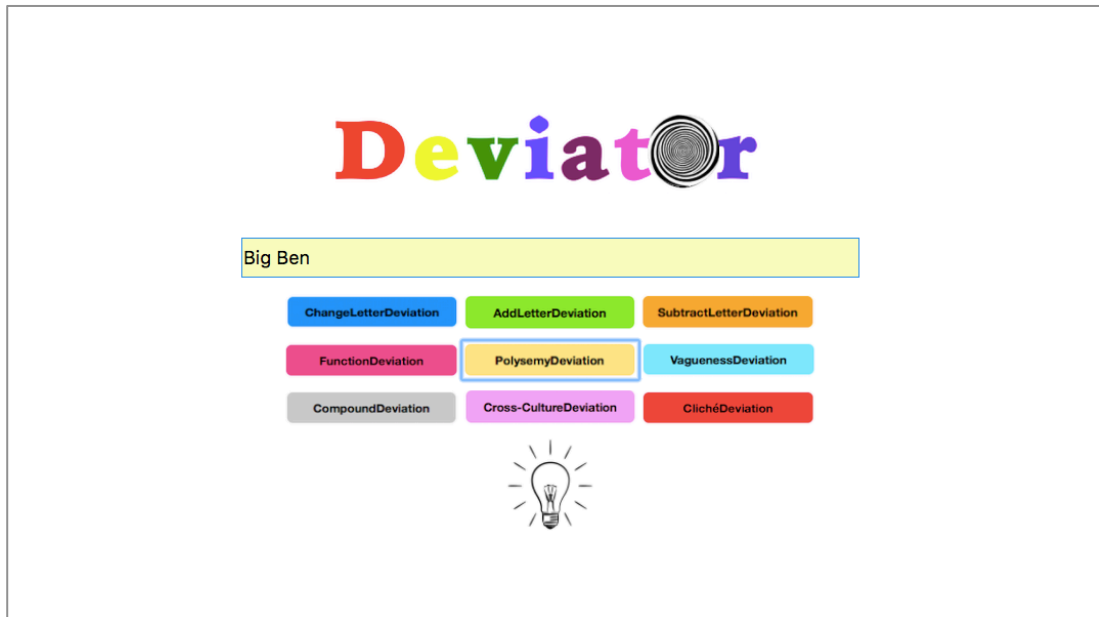 Deviator
Big Ben
ChangeLetterDeviation AddLetterDeviation SubtractLetterDeviation
FunctionDeviation PolysemyDeviation VaguenessDeviation
CompoundDeviation Cross-CultureDeviation ClichéDeviation